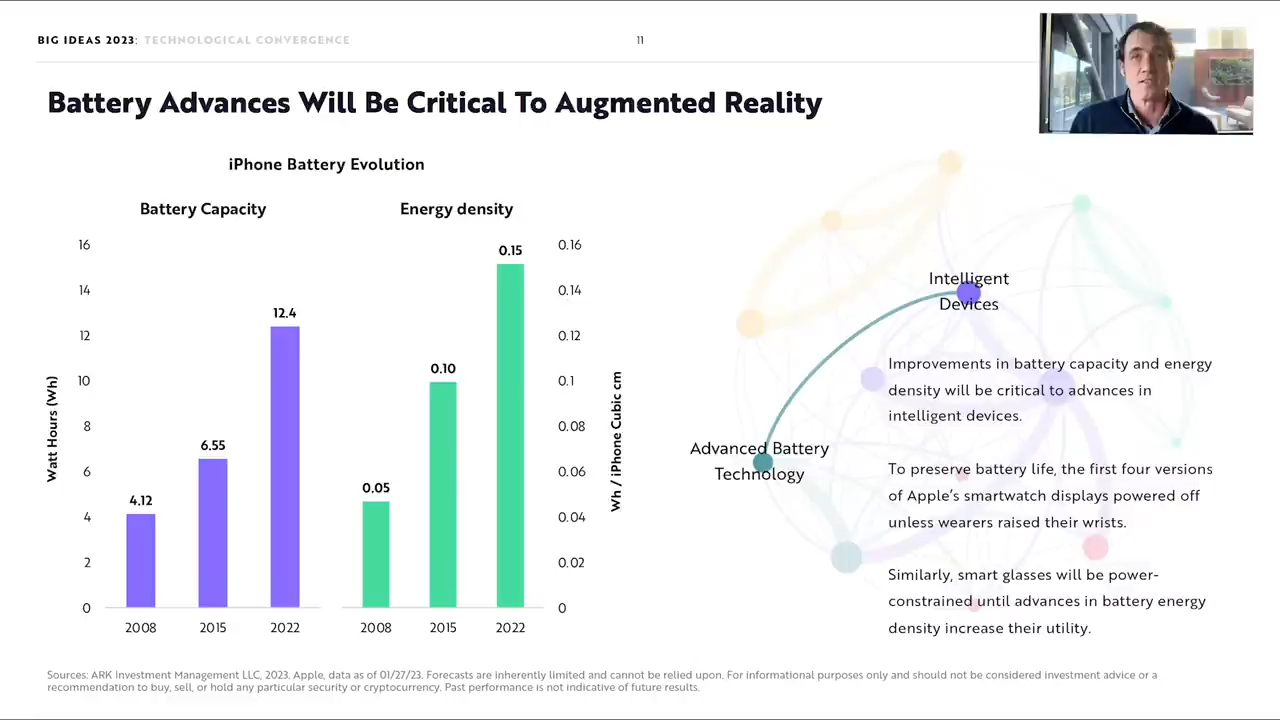 BIG IDEAS 2023: TECHNOLOGICAL CONVERGENCE
11
Battery Advances Will Be Critical To Augmented Reality
iPhone Battery Evolution
Battery Capacity
Energy density
Watt Hours (Wh)
16
14
12
10
8
6
4
2
0
4.12
6.55
12.4
2008
2015
2022
0.05
0.10
0.15
2008
2015
2022
0.16
0.14
0.12
0.1
0.08
0.06
0.04
0.02
0
Wh / iPhone Cubic cm
Intelligent
Devices
Advanced Battery
Technology
Improvements in battery capacity and energy
density will be critical to advances in
intelligent devices.
To preserve battery life, the first four versions
of Apple's smartwatch displays powered off
unless wearers raised their wrists.
Similarly, smart glasses will be power-
constrained until advances in battery energy
density increase their utility.
Sources: ARK Investment Management LLC, 2023. Apple, data as of 01/27/23. Forecasts are inherently limited and cannot be relied upon. For informational purposes only and should not be considered investment advice or a
recommendation to buy, sell, or hold any particular security or cryptocurrency. Past performance is not indicative of future results.